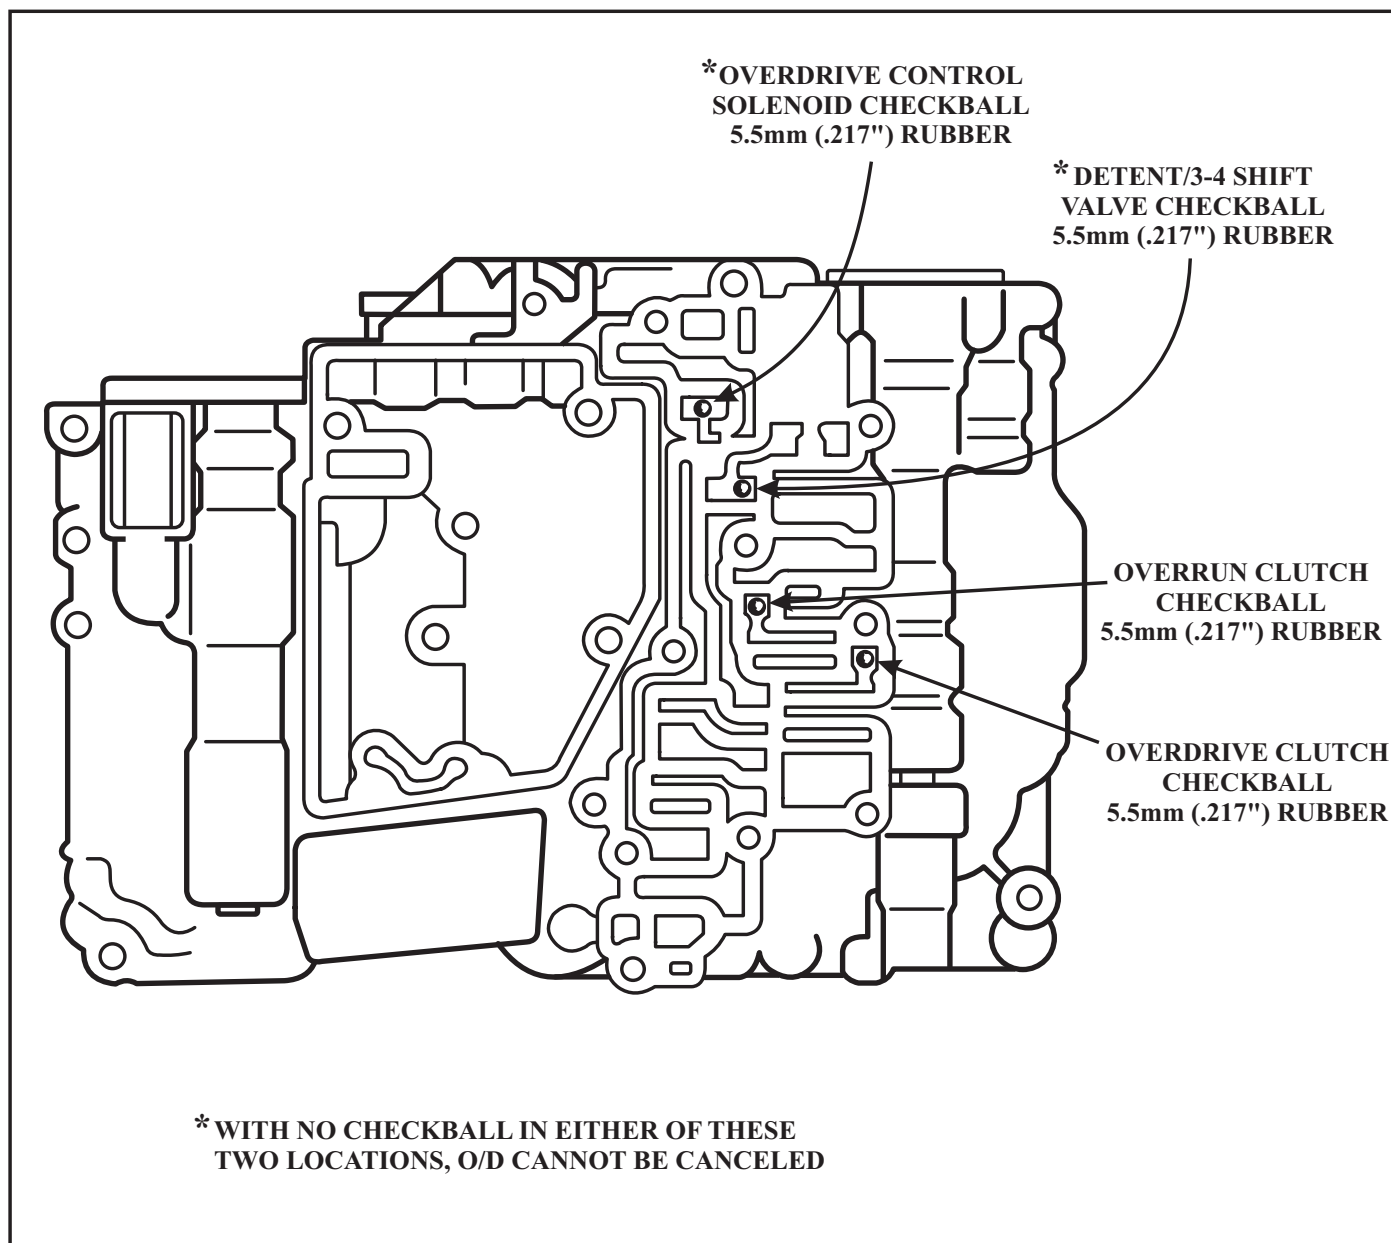 *OVERDRIVE CONTROL
SOLENOID CHECKBALL
5.5mm (.217") RUBBER
* DETENT/3-4 SHIFT
VALVE CHECKBALL
5.5mm (.217") RUBBER
OVERRUN CLUTCH
CHECKBALL
5.5mm (.217") RUBBER
OVERDRIVE CLUTCH
CHECKBALL
5.5mm (.217") RUBBER
* WITH NO CHECKBALL IN EITHER OF THESE
TWO LOCATIONS, O/D CANNOT BE CANCELED